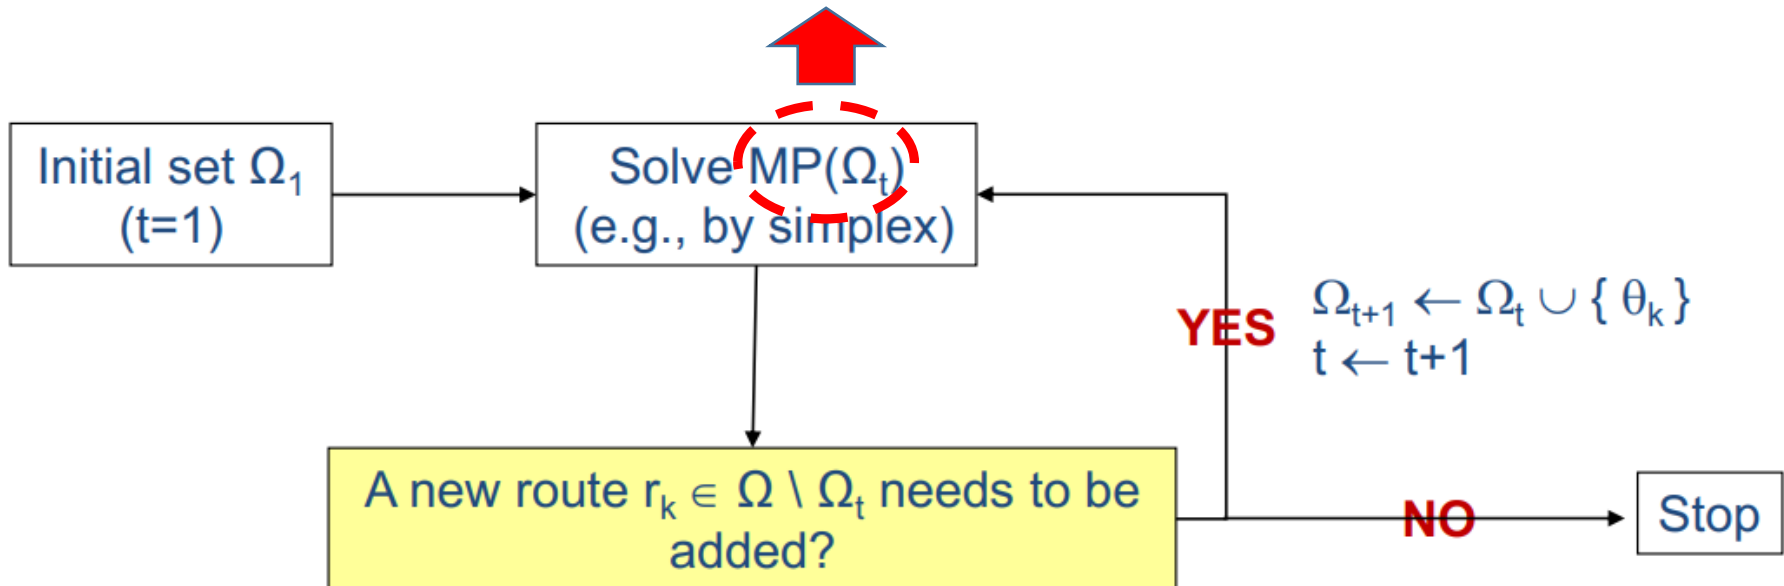 Initial set Ω₁
(t=1)
Solve MP(Ωₜ)
(e.g., by simplex)
YES
Ωₜ₊₁ ← Ωₜ ∪ { θₖ }
t ← t+1
A new route rₖ ∈ Ω \ Ωₜ needs to be
added?
NO
Stop